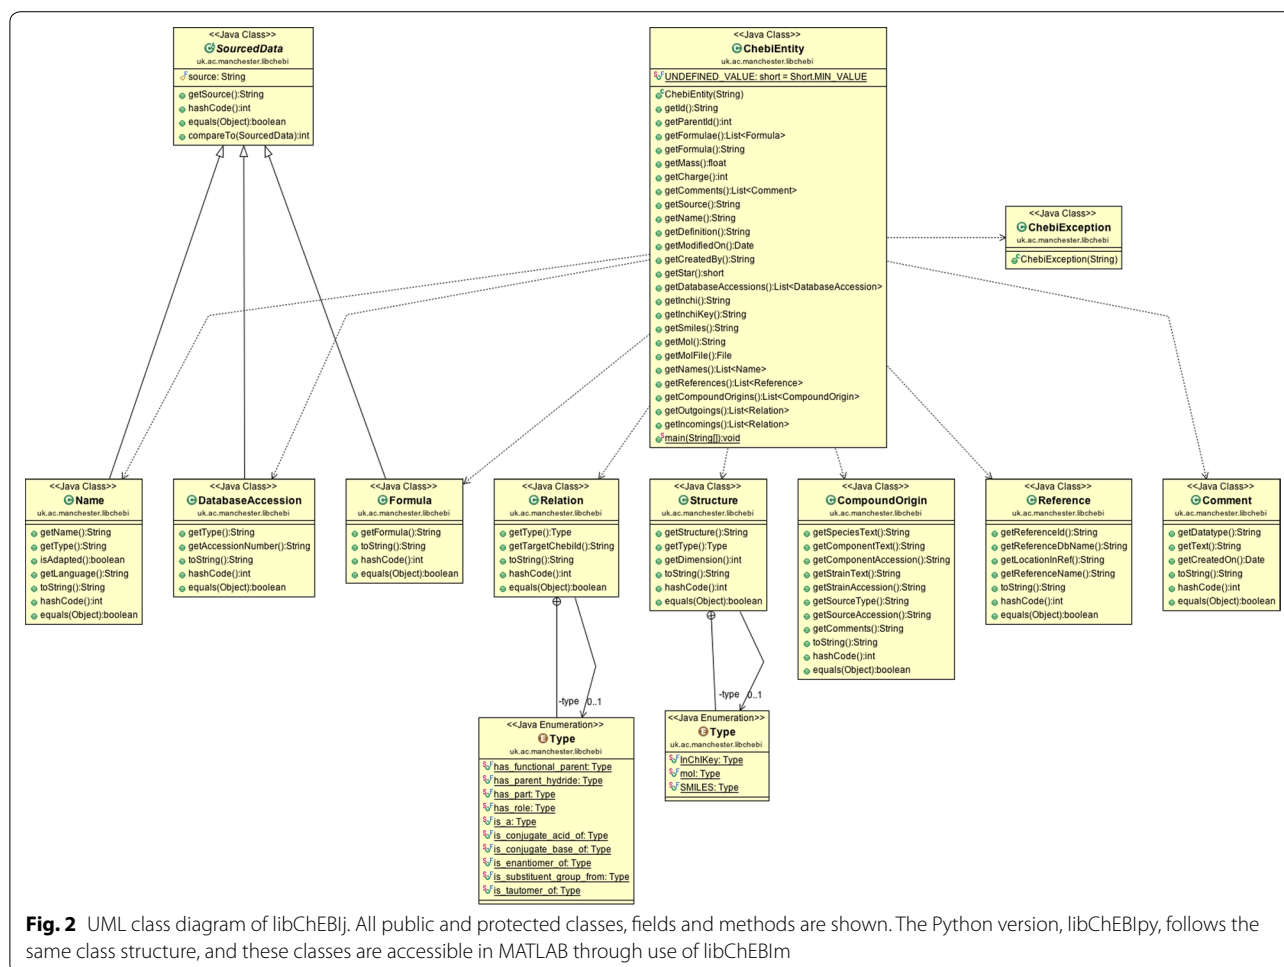 <<Java Class>>
SourcedData
uk.ac.manchester.libchebi
source: String
getSource():String
hashCode():int
equals(Object):boolean
compareTo(SourcedData):int
<<Java Class>>
ChebiEntity
uk.ac.manchester.libchebi
UNDEFINED_VALUE: short = Short.MIN_VALUE
ChebiEntity(String)
getId():String
getParentId():int
getFormulae():List<Formula>
getFormula():String
getMass():float
getCharge():int
getComments():List<Comment>
getSource():String
getName():String
getDefinition():String
getModifiedOn():Date
getCreatedBy():String
getStar():short
getDatabaseAccessions():List<DatabaseAccession>
getInchi():String
getInchiKey():String
getSmiles():String
getMol():String
getMolFile():File
getNames():List<Name>
getReferences():List<Reference>
getCompoundOrigins():List<CompoundOrigin>
getOutgoings():List<Relation>
getIncomings():List<Relation>
main(String[]):void
<<Java Class>>
ChebiException
uk.ac.manchester.libchebi
ChebiException(String)
<<Java Class>>
Name
uk.ac.manchester.libchebi
getName():String
getType():String
isAdapted():boolean
getLanguage():String
toString():String
hashCode():int
equals(Object):boolean
<<Java Class>>
DatabaseAccession
uk.ac.manchester.libchebi
getType():String
getAccessionNumber():String
toString():String
hashCode():int
equals(Object):boolean
<<Java Class>>
Formula
uk.ac.manchester.libchebi
getFormula():String
toString():String
hashCode():int
equals(Object):boolean
<<Java Class>>
Relation
uk.ac.manchester.libchebi
getType():Type
getTargetChebiId():String
toString():String
hashCode():int
equals(Object):boolean
<<Java Class>>
Structure
uk.ac.manchester.libchebi
getStructure():String
getType():Type
getDimension():int
toString():String
hashCode():int
equals(Object):boolean
<<Java Class>>
CompoundOrigin
uk.ac.manchester.libchebi
getSpeciesText():String
getComponentText():String
getComponentAccession():String
getStrainText():String
getStrainAccession():String
getSourceType():String
getSourceAccession():String
getComments():String
toString():String
hashCode():int
equals(Object):boolean
<<Java Class>>
Reference
uk.ac.manchester.libchebi
getReferenceId():String
getReferenceDbName():String
getLocationInRef():String
getReferenceName():String
toString():String
hashCode():int
equals(Object):boolean
<<Java Class>>
Comment
uk.ac.manchester.libchebi
getDatatype():String
getText():String
getCreatedOn():Date
toString():String
hashCode():int
equals(Object):boolean
-type 0..1
<<Java Enumeration>>
Type
uk.ac.manchester.libchebi
has_functional_parent: Type
has_parent_hydride: Type
has_part: Type
has_role: Type
is_a: Type
is_conjugate_acid_of: Type
is_conjugate_base_of: Type
is_enantiomer_of: Type
is_substituent_group_from: Type
is_tautomer_of: Type
-type 0..1
<<Java Enumeration>>
Type
uk.ac.manchester.libchebi
InChIKey: Type
mol: Type
SMILES: Type
Fig. 2 UML class diagram of libChEBIj. All public and protected classes, fields and methods are shown. The Python version, libChEBIpy, follows the
same class structure, and these classes are accessible in MATLAB through use of libChEBIm